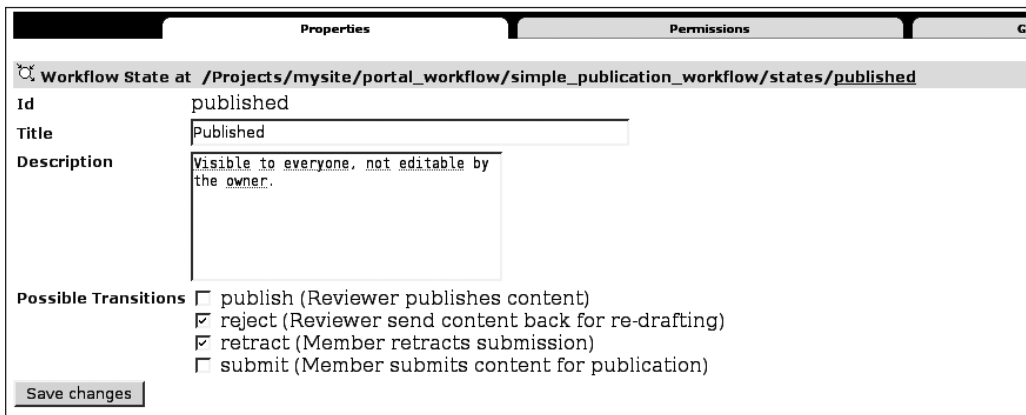 Properties Permissions G
Workflow State at /Projects/mysite/portal_workflow/simple_publication_workflow/states/published
Id published
Title Published
Description Visible to everyone, not editable by
the owner.
Possible Transitions publish (Reviewer publishes content)
reject (Reviewer send content back for re-drafting)
retract (Member retracts submission)
submit (Member submits content for publication)
Save changes